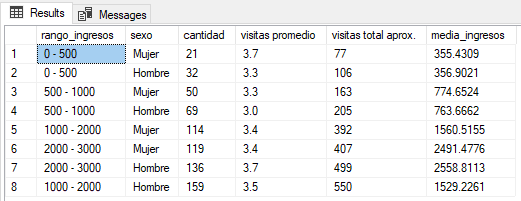 Results Messages
rango_ingresos sexo cantidad visitas promedio visitas total aprox. media_ingresos
1 0 - 500 Mujer 21 3.7 77 355.4309
2 0 - 500 Hombre 32 3.3 106 356.9021
3 500 - 1000 Mujer 50 3.3 163 774.6524
4 500 - 1000 Hombre 69 3.0 205 763.6662
5 1000 - 2000 Mujer 114 3.4 392 1560.5155
6 2000 - 3000 Mujer 119 3.4 407 2491.4776
7 2000 - 3000 Hombre 136 3.7 499 2558.8113
8 1000 - 2000 Hombre 159 3.5 550 1529.2261